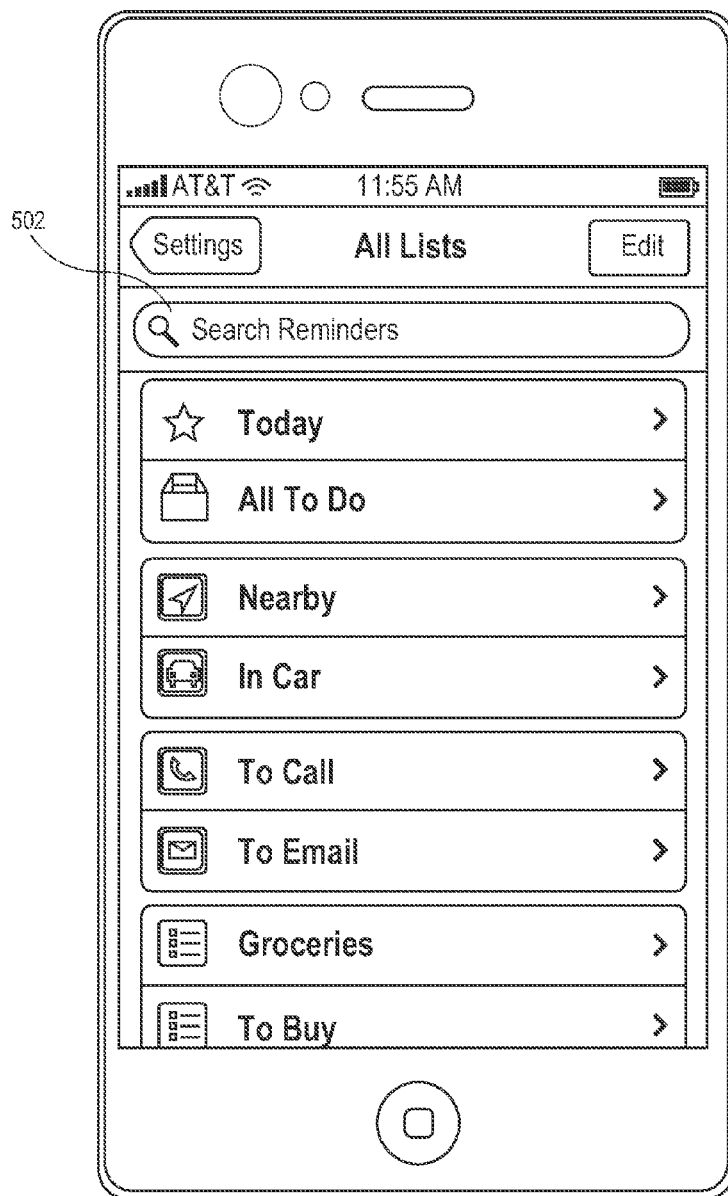 AT&T 11:55 AM
502
Settings All Lists Edit
Search Reminders
Today
All To Do
Nearby
In Car
To Call
To Email
Groceries
To Buy